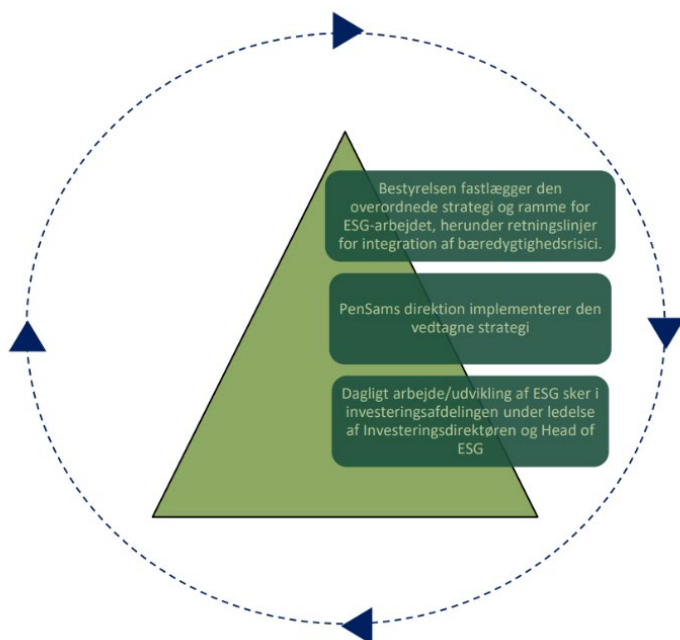 Bestyrelsen fastlægger den
overordnede strategi og ramme for
ESG-arbejdet, herunder retningslinjer
for integration af bæredygtighedsrisici.
PenSams direktion implementerer den
vedtagne strategi
Dagligt arbejde/udvikling af ESG sker i
investeringsafdelingen under ledelse
af Investeringsdirektøren og Head of
ESG